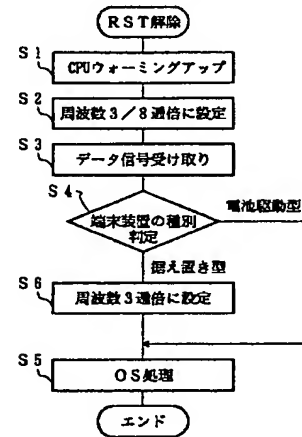 RST解除
S1
CPUウォーミングアップ
S2
周波数3／8逓倍に設定
S3
データ信号受け取り
S4
端末装置の種別
判定
電池駆動型
据え置き型
S6
周波数3逓倍に設定
S5
OS処理
エンド